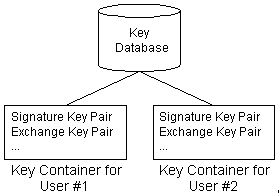 Key
Database
Signature Key Pair
Exchange Key Pair
...
Key Container for
User #1
Signature Key Pair
Exchange Key Pair
...
Key Container for
User #2